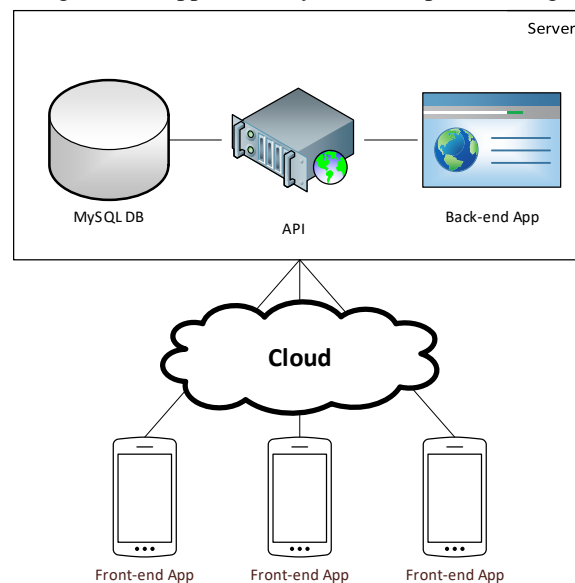 Server
MySQL DB
API
Back-end App
Cloud
Front-end App
Front-end App
Front-end App